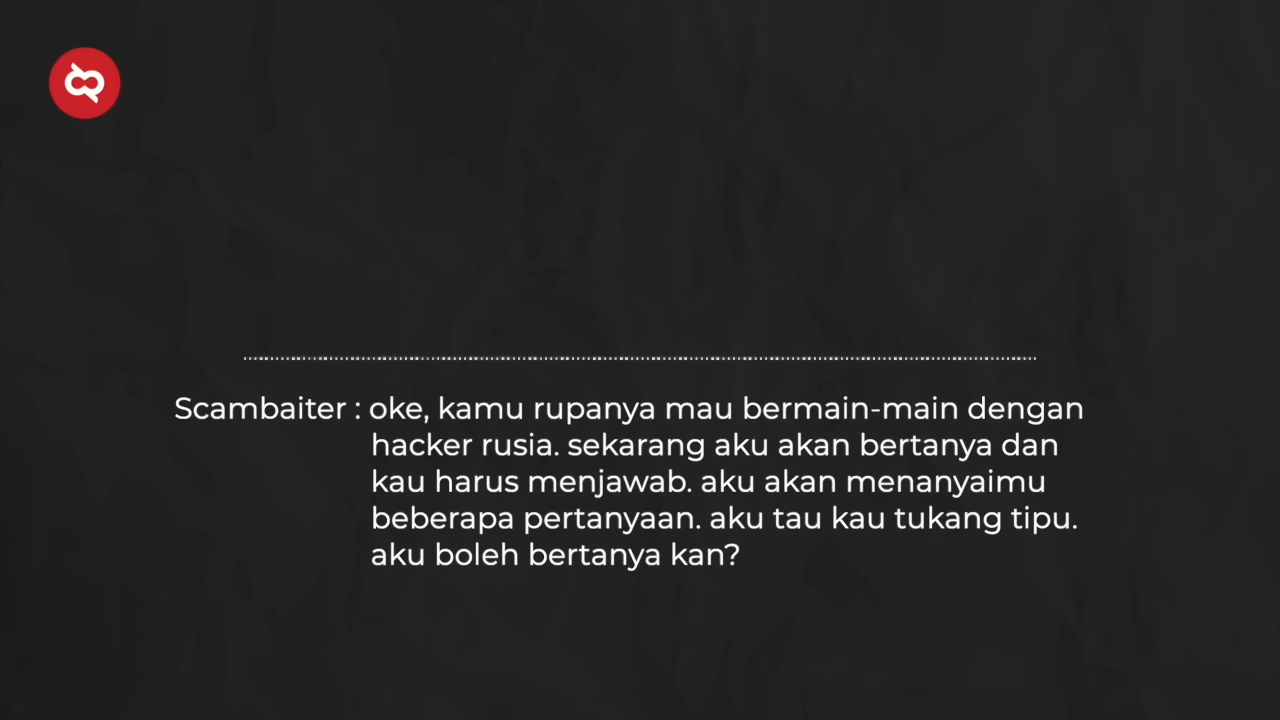 Scambaiter : oke, kamu rupanya mau bermain-main dengan
hacker rusia. sekarang aku akan bertanya dan
kau harus menjawab. aku akan menanyaimu
beberapa pertanyaan. aku tau kau tukang tipu.
aku boleh bertanya kan?